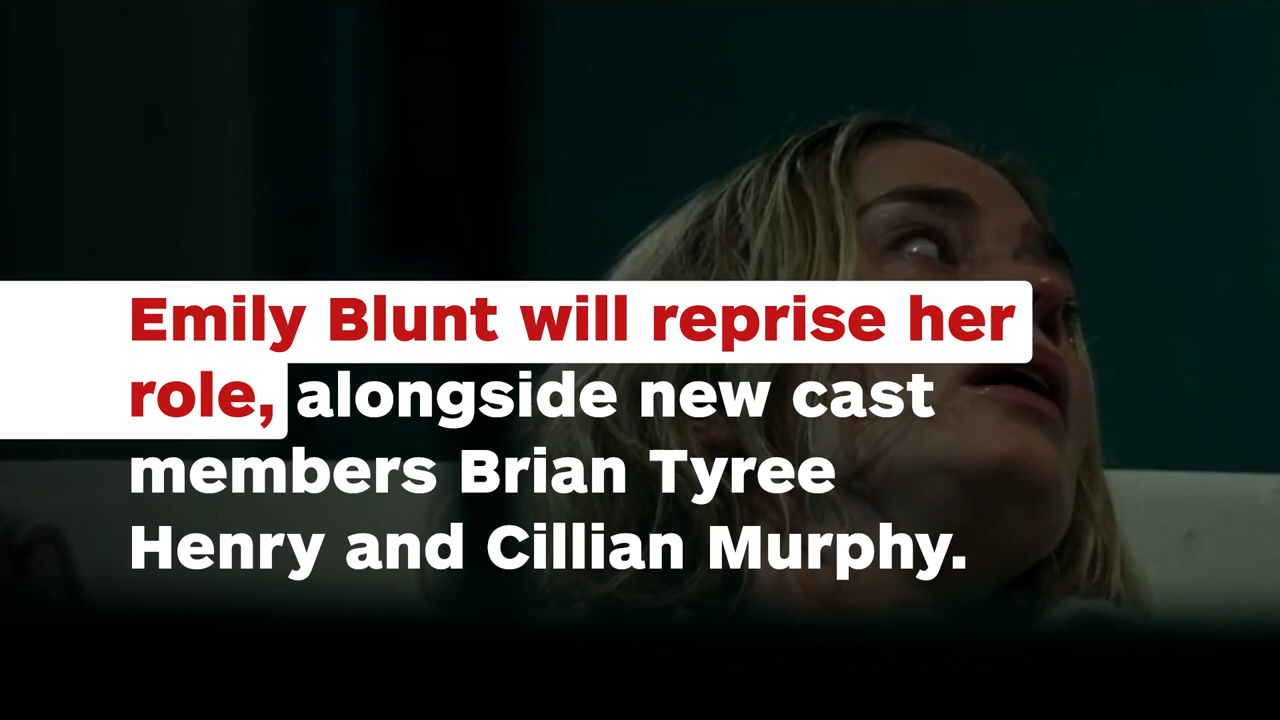 Emily Blunt will reprise her
role, alongside new cast
members Brian Tyree
Henry and Cillian Murphy.